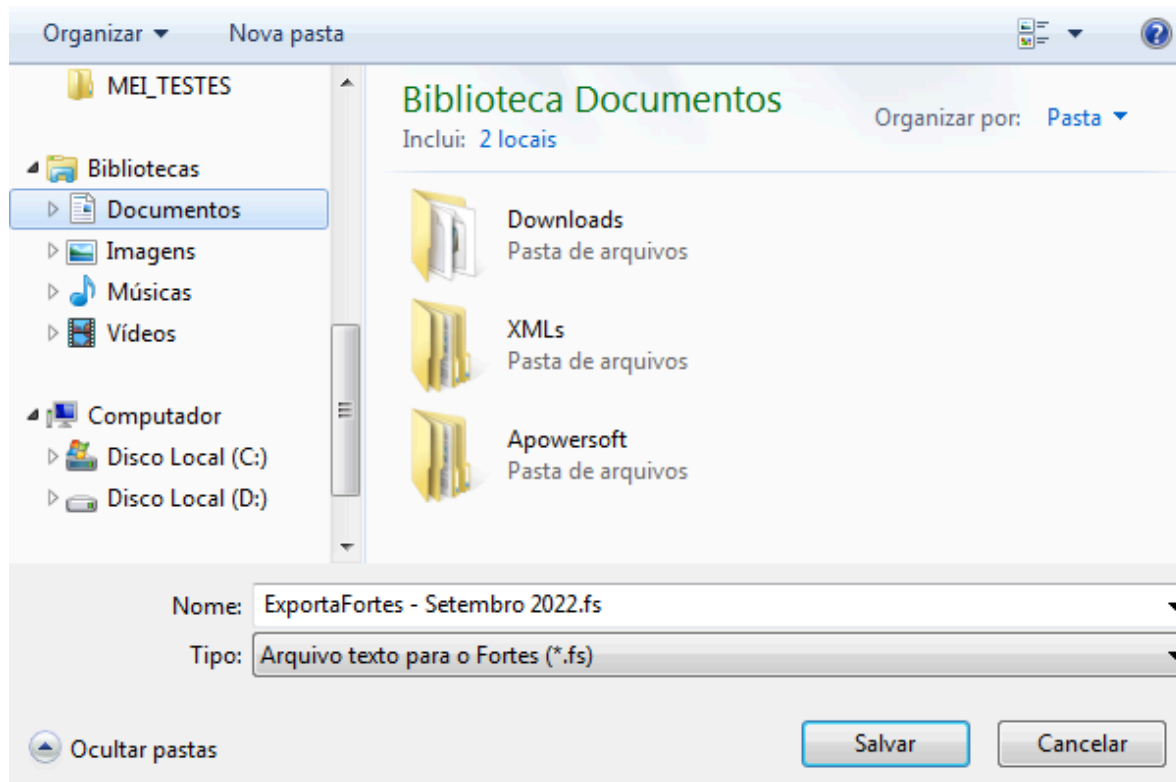 Organizar Nova pasta
MEI_TESTES
Bibliotecas
Documentos
Imagens
Músicas
Vídeos
Computador
Disco Local (C:)
Disco Local (D:)
Biblioteca Documentos
Inclui: 2 locais
Organizar por: Pasta
Downloads
Pasta de arquivos
XMLs
Pasta de arquivos
Apowersoft
Pasta de arquivos
Nome: ExportaFortes - Setembro 2022.fs
Tipo: Arquivo texto para o Fortes (*.fs)
Ocultar pastas
Salvar Cancelar